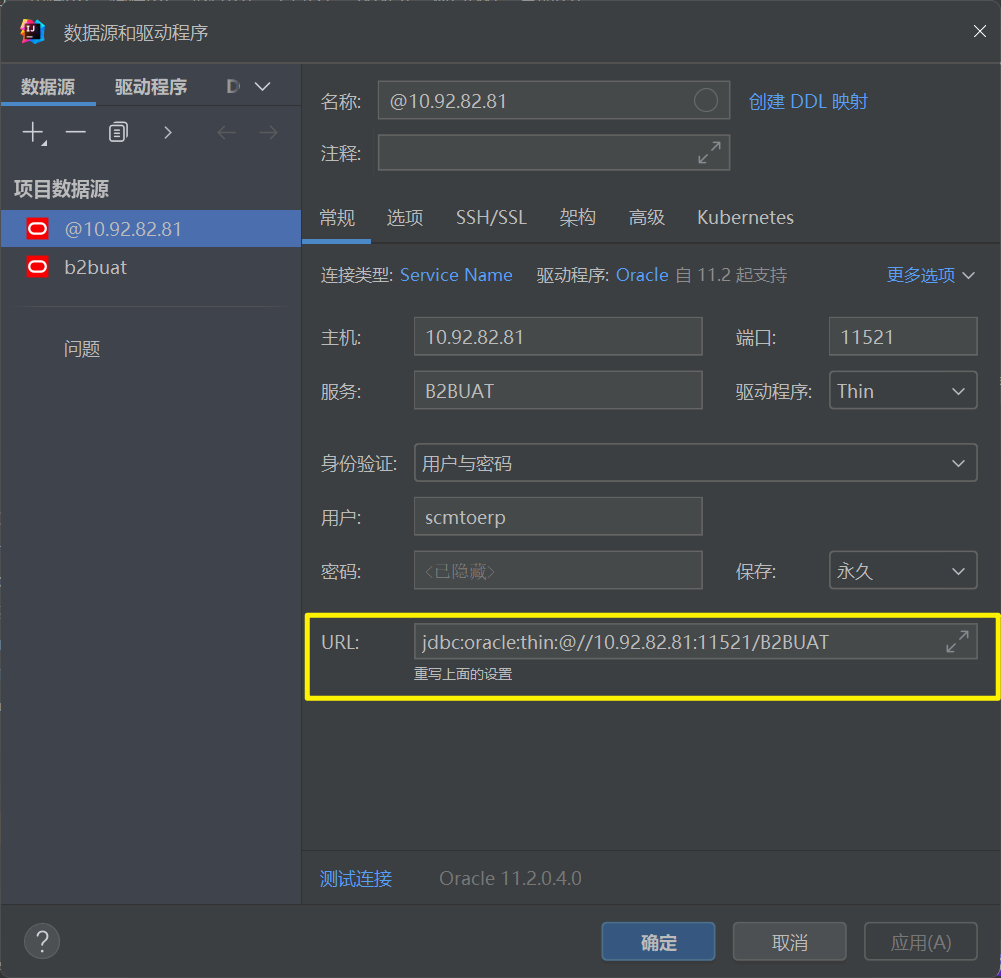 数据源和驱动程序
数据源 驱动程序 D
项目数据源
@10.92.82.81
b2buat
问题
名称: @10.92.82.81 创建 DDL 映射
注释:
常规 选项 SSH/SSL 架构 高级 Kubernetes
连接类型: Service Name 驱动程序: Oracle 自 11.2 起支持 更多选项
主机: 10.92.82.81 端口: 11521
服务: B2BUAT 驱动程序: Thin
身份验证: 用户与密码
用户: scmtoerp
密码: <已隐藏> 保存: 永久
URL: jdbc:oracle:thin:@//10.92.82.81:11521/B2BUAT
重写上面的设置
测试连接 Oracle 11.2.0.4.0
? 确定 取消 应用(A)